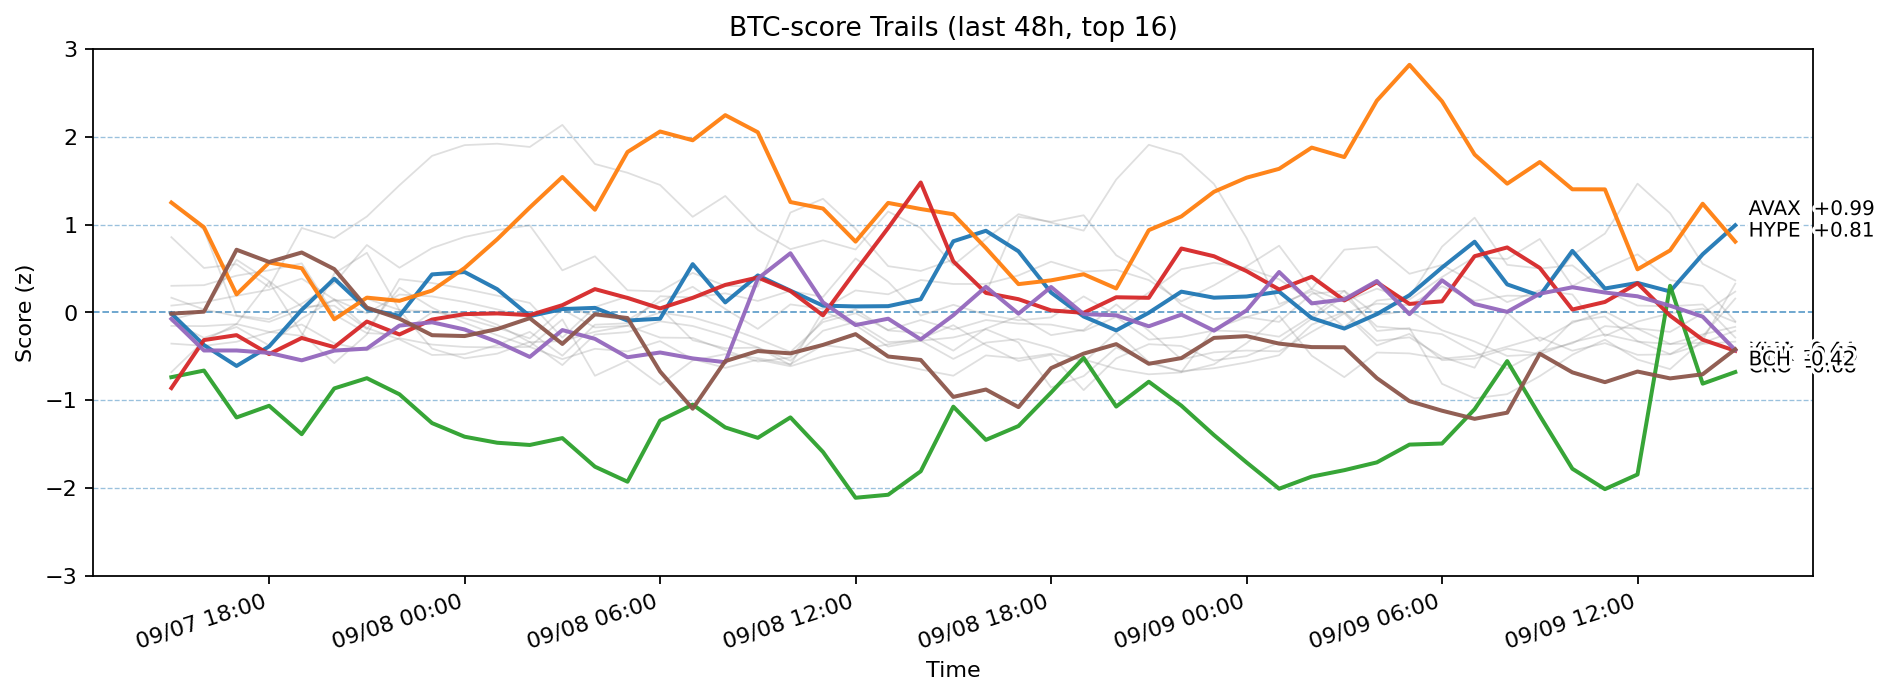 BTC-score Trails (last 48h, top 16)
Score (z)
3
2
1
0
−1
−2
−3
AVAX +0.99
HYPE +0.81
BCH -0.42
09/07 18:00
09/08 00:00
09/08 06:00
09/08 12:00
09/08 18:00
09/09 00:00
09/09 06:00
09/09 12:00
Time